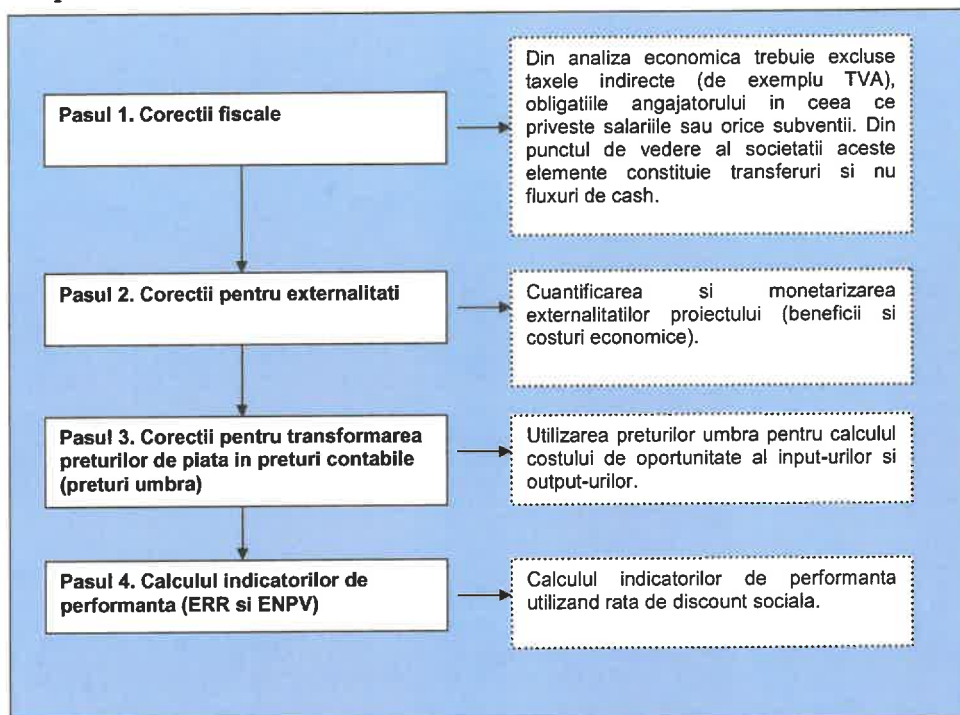 Pasul 1. Corectii fiscale
Din analiza economica trebuie excluse
taxele indirecte (de exemplu TVA),
obligatiile angajatorului in ceea ce
priveste salariile sau orice subventii. Din
punctul de vedere al societatii aceste
elemente constituie transferuri si nu
fluxuri de cash.
Pasul 2. Corectii pentru externalitati
Cuantificarea si monetarizarea
externalitatilor proiectului (beneficii si
costuri economice).
Pasul 3. Corectii pentru transformarea
preturilor de piata in preturi contabile
(preturi umbra)
Utilizarea preturilor umbra pentru calculul
costului de oportunitate al input-urilor si
output-urilor.
Pasul 4. Calculul indicatorilor de
performanta (ERR si ENPV)
Calculul indicatorilor de performanta
utilizand rata de discount sociala.